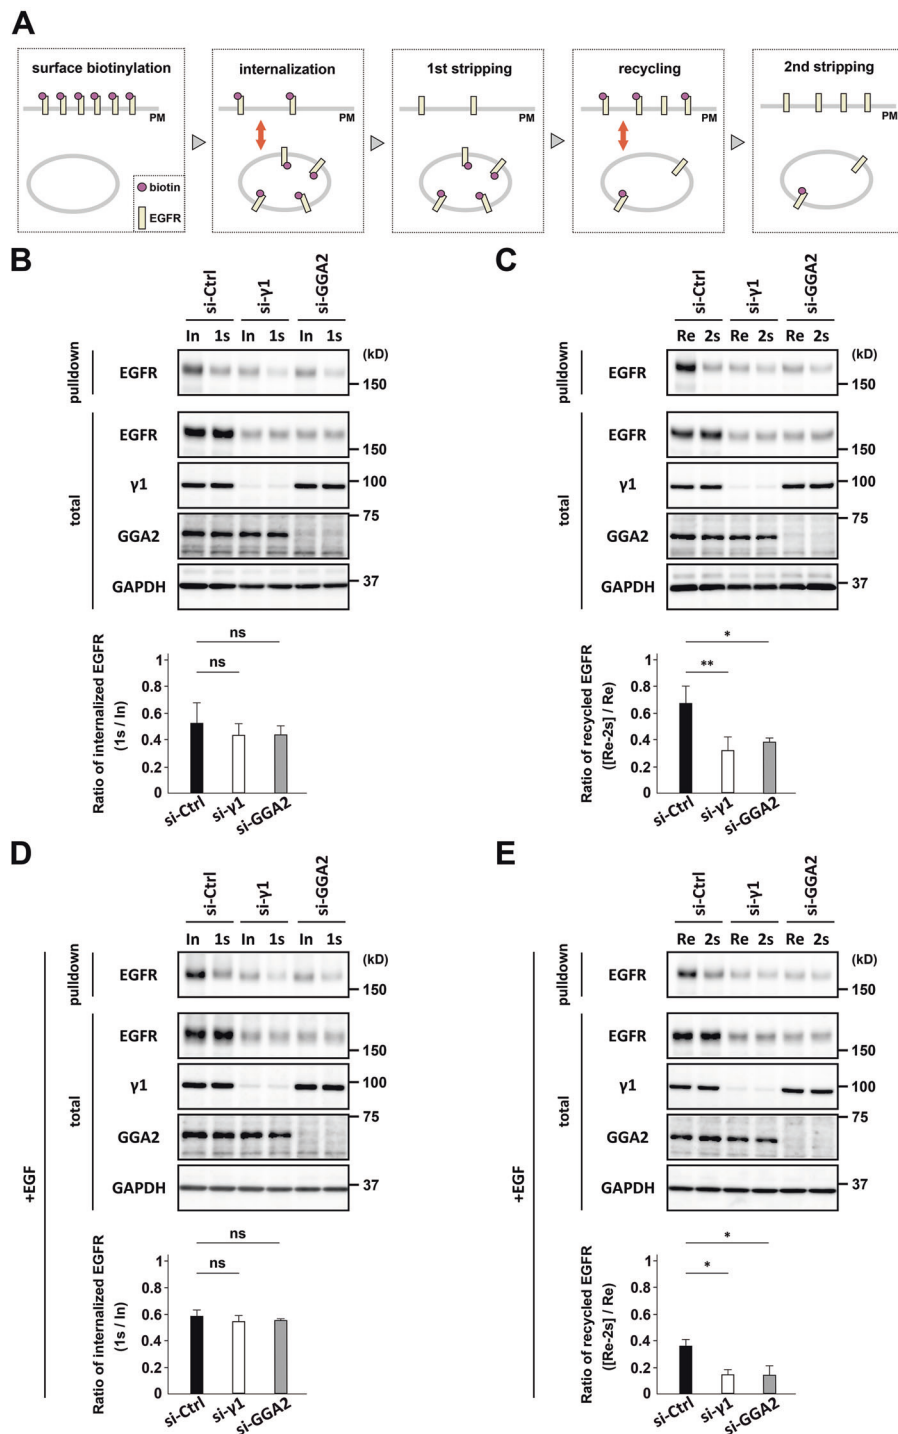 A
surface biotinylation
PM
biotin
EGFR
internalization
PM
1st stripping
PM
recycling
PM
2nd stripping
PM
B
si-Ctrl
si-γ1
si-GGA2
In 1s In 1s In 1s
(kD)
pulldown
EGFR
150
total
EGFR
150
γ1
100
GGA2
75
GAPDH
37
Ratio of internalized EGFR
(1s / In)
1
0.8
0.6
0.4
0.2
0
ns
ns
si-Ctrl
si-γ1
si-GGA2
C
si-Ctrl
si-γ1
si-GGA2
Re 2s Re 2s Re 2s
(kD)
pulldown
EGFR
150
total
EGFR
150
γ1
100
GGA2
75
GAPDH
37
Ratio of recycled EGFR
([Re-2s] / Re)
1
0.8
0.6
0.4
0.2
0
*
**
si-Ctrl
si-γ1
si-GGA2
D
si-Ctrl
si-γ1
si-GGA2
In 1s In 1s In 1s
(kD)
+EGF
pulldown
EGFR
150
total
EGFR
150
γ1
100
GGA2
75
GAPDH
37
Ratio of internalized EGFR
(1s / In)
1
0.8
0.6
0.4
0.2
0
ns
ns
si-Ctrl
si-γ1
si-GGA2
E
si-Ctrl
si-γ1
si-GGA2
Re 2s Re 2s Re 2s
(kD)
+EGF
pulldown
EGFR
150
total
EGFR
150
γ1
100
GGA2
75
GAPDH
37
Ratio of recycled EGFR
([Re-2s] / Re)
1
0.8
0.6
0.4
0.2
0
*
*
si-Ctrl
si-γ1
si-GGA2